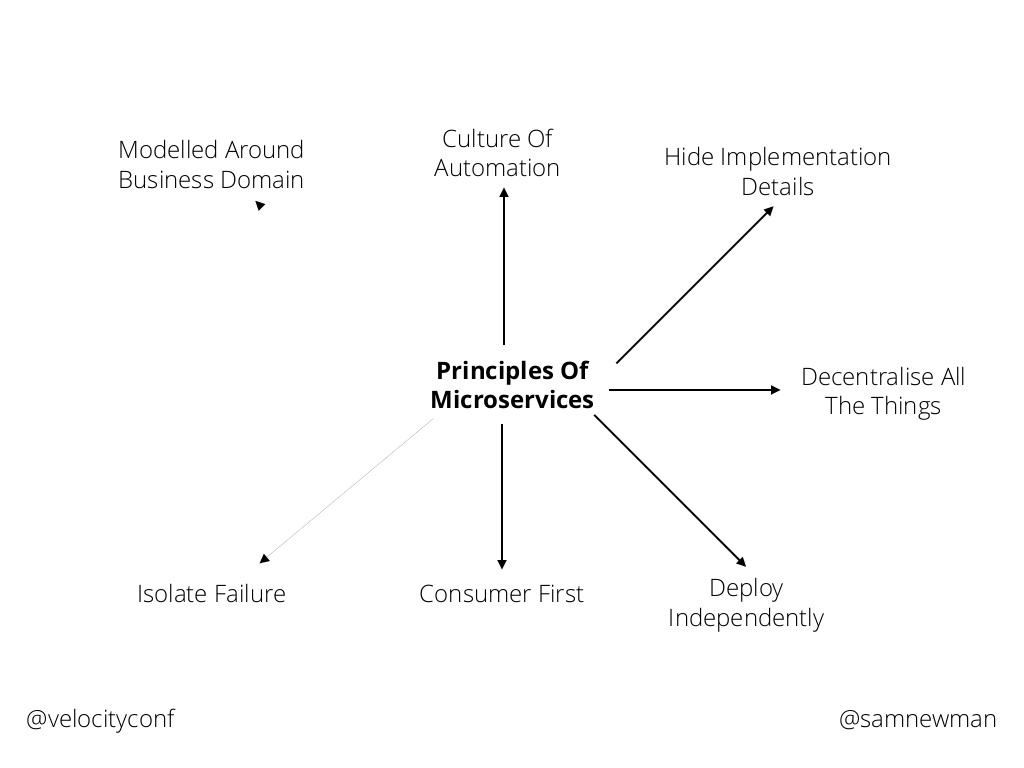 Modelled Around
Business Domain
Culture Of
Automation
Hide Implementation
Details
Principles Of
Microservices
Decentralise All
The Things
Isolate Failure
Consumer First
Deploy
Independently
@velocityconf
@samnewman